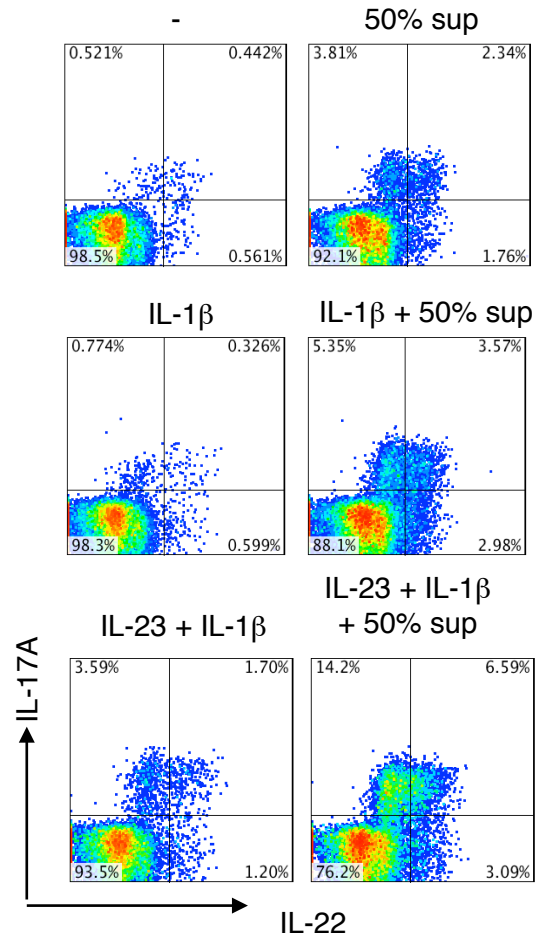 - 50% sup
0.521% 0.442% 3.81% 2.34%
98.5% 0.561% 92.1% 1.76%
IL-1β IL-1β + 50% sup
0.774% 0.326% 5.35% 3.57%
98.3% 0.599% 88.1% 2.98%
IL-23 + IL-1β
IL-23 + IL-1β + 50% sup
3.59% 1.70% 14.2% 6.59%
IL-17A
93.5% 1.20% 76.2% 3.09%
IL-22